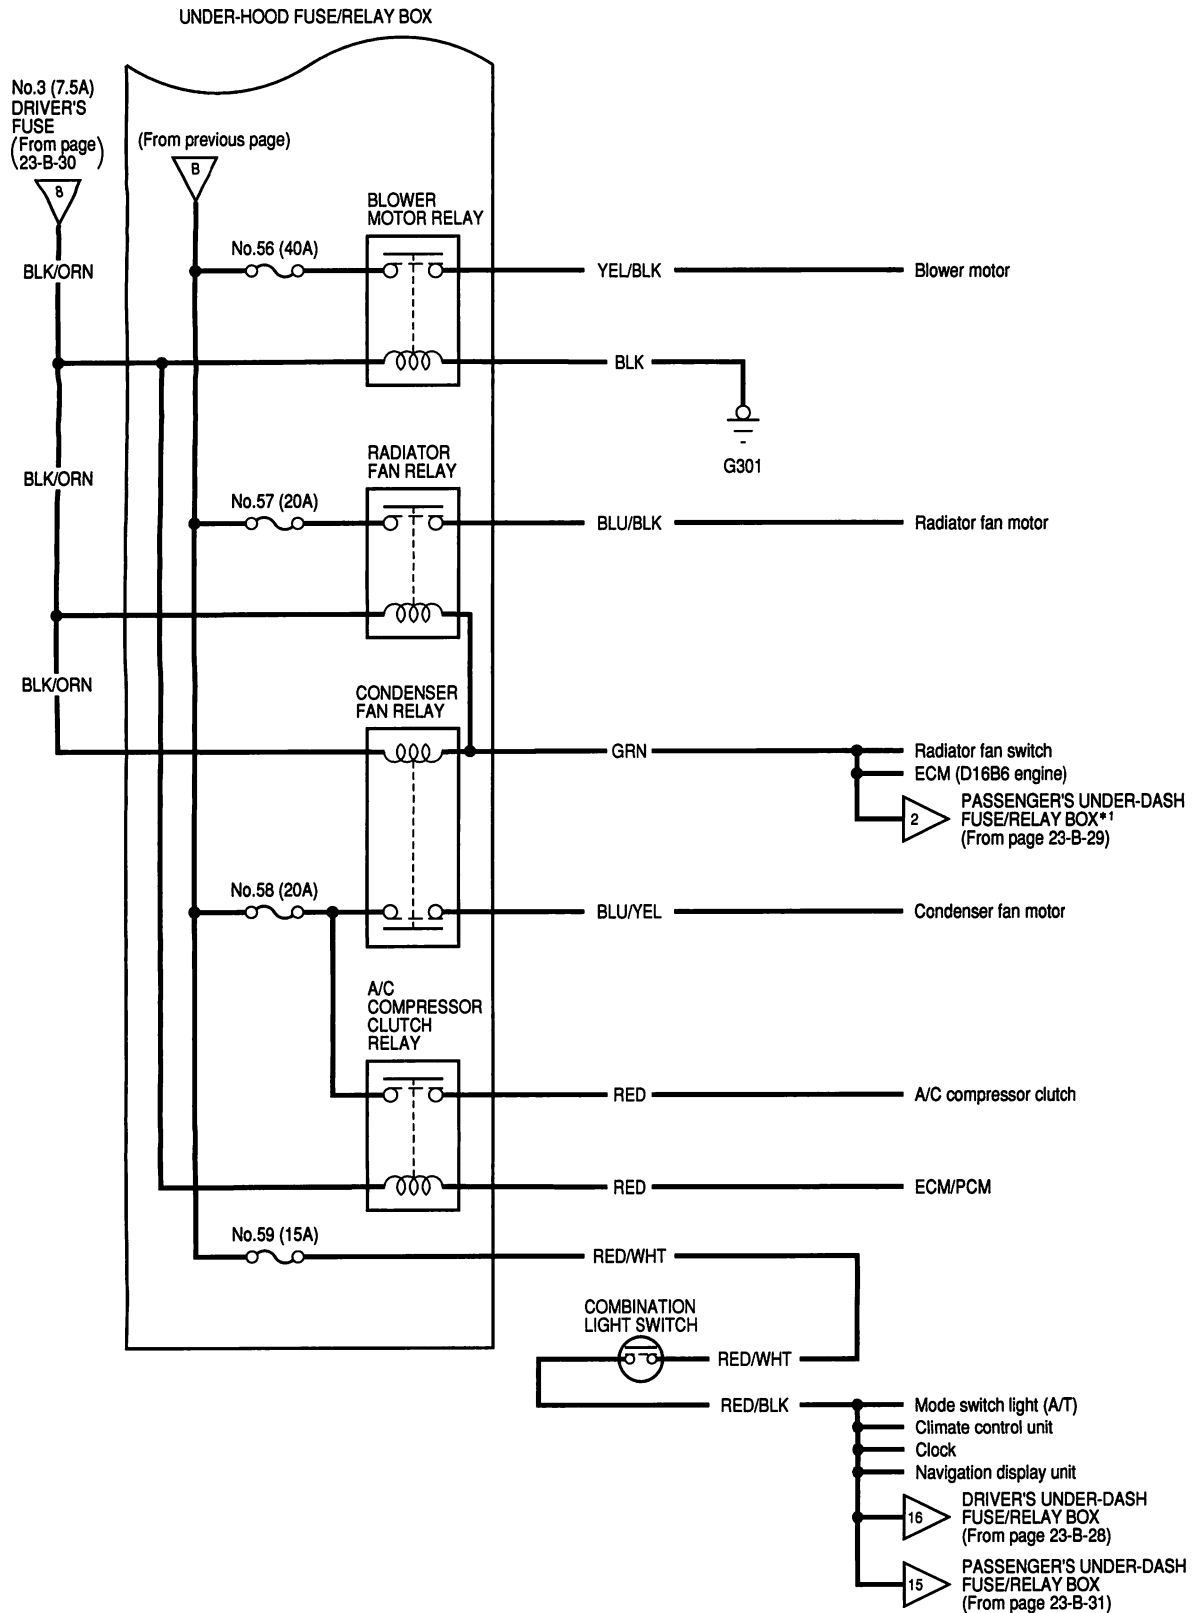 UNDER-HOOD FUSE/RELAY BOX
No.3 (7.5A)
DRIVER'S
FUSE
(From page
23-B-30)
8
(From previous page)
B
BLOWER
MOTOR RELAY
No.56 (40A)
BLK/ORN
YEL/BLK
Blower motor
BLK
G301
RADIATOR
FAN RELAY
BLK/ORN
No.57 (20A)
BLU/BLK
Radiator fan motor
BLK/ORN
CONDENSER
FAN RELAY
GRN
Radiator fan switch
ECM (D16B6 engine)
2
PASSENGER'S UNDER-DASH
FUSE/RELAY BOX*1
(From page 23-B-29)
No.58 (20A)
BLU/YEL
Condenser fan motor
A/C
COMPRESSOR
CLUTCH
RELAY
RED
A/C compressor clutch
RED
ECM/PCM
No.59 (15A)
RED/WHT
COMBINATION
LIGHT SWITCH
RED/WHT
RED/BLK
Mode switch light (A/T)
Climate control unit
Clock
Navigation display unit
16
DRIVER'S UNDER-DASH
FUSE/RELAY BOX
(From page 23-B-28)
15
PASSENGER'S UNDER-DASH
FUSE/RELAY BOX
(From page 23-B-31)